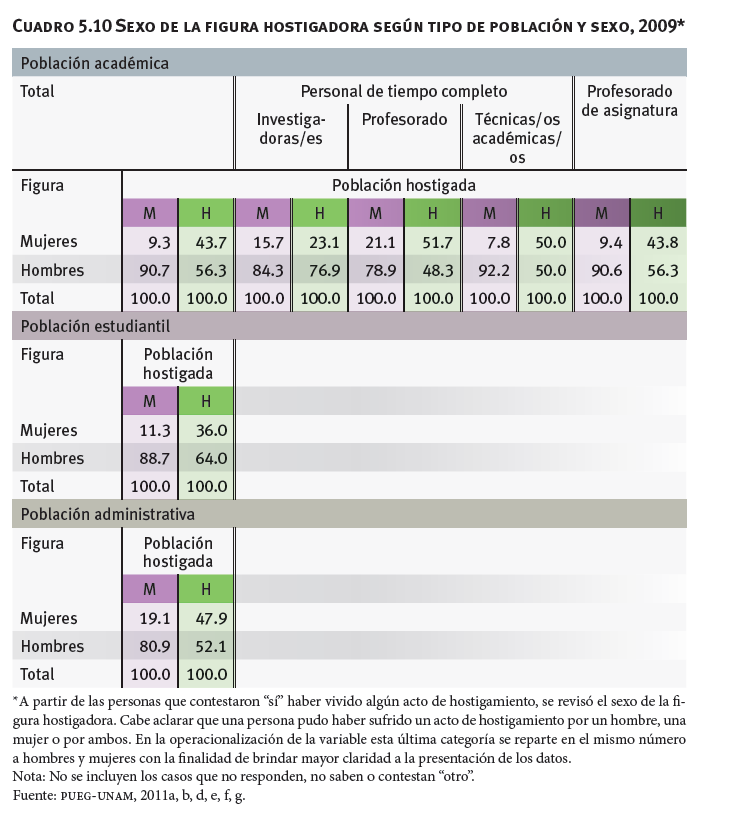 CUADRO 5.10 SEXO DE LA FIGURA HOSTIGADORA SEGÚN TIPO DE POBLACIÓN Y SEXO, 2009*
Población académica
Total Personal de tiempo completo Profesorado
de asignatura
Investiga- Profesorado Técnicas/os
doras/es académicas/
os
Figura Población hostigada
M H M H M H M H M H
Mujeres 9.3 43.7 15.7 23.1 21.1 51.7 7.8 50.0 9.4 43.8
Hombres 90.7 56.3 84.3 76.9 78.9 48.3 92.2 50.0 90.6 56.3
Total 100.0 100.0 100.0 100.0 100.0 100.0 100.0 100.0 100.0 100.0
Población estudiantil
Figura Población
hostigada
M H
Mujeres 11.3 36.0
Hombres 88.7 64.0
Total 100.0 100.0
Población administrativa
Figura Población
hostigada
M H
Mujeres 19.1 47.9
Hombres 80.9 52.1
Total 100.0 100.0
*A partir de las personas que contestaron “sí” haber vivido algún acto de hostigamiento, se revisó el sexo de la fi-
gura hostigadora. Cabe aclarar que una persona pudo haber sufrido un acto de hostigamiento por un hombre, una
mujer o por ambos. En la operacionalización de la variable esta última categoría se reparte en el mismo número
a hombres y mujeres con la finalidad de brindar mayor claridad a la presentación de los datos.
Nota: No se incluyen los casos que no responden, no saben o contestan “otro”.
Fuente: PUEG-UNAM, 2011a, b, d, e, f, g.